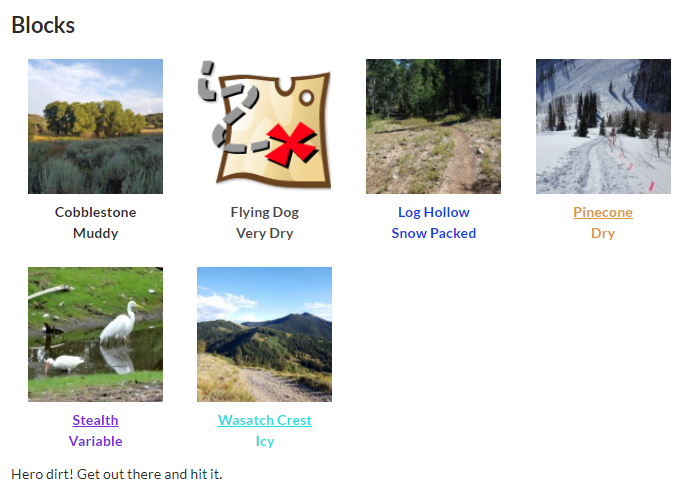 Blocks
Cobblestone
Muddy
Flying Dog
Very Dry
Log Hollow
Snow Packed
Pinecone
Dry
Stealth
Variable
Wasatch Crest
Icy
Hero dirt! Get out there and hit it.